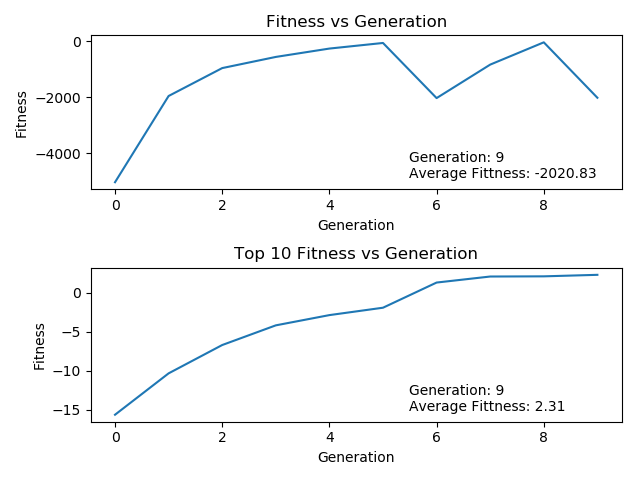 Fitness vs Generation
0
−2000
−4000
Fitness
Generation: 9
Average Fittness: -2020.83
0 2 4 6 8
Generation
Top 10 Fitness vs Generation
0
−5
−10
−15
Fitness
Generation: 9
Average Fittness: 2.31
0 2 4 6 8
Generation